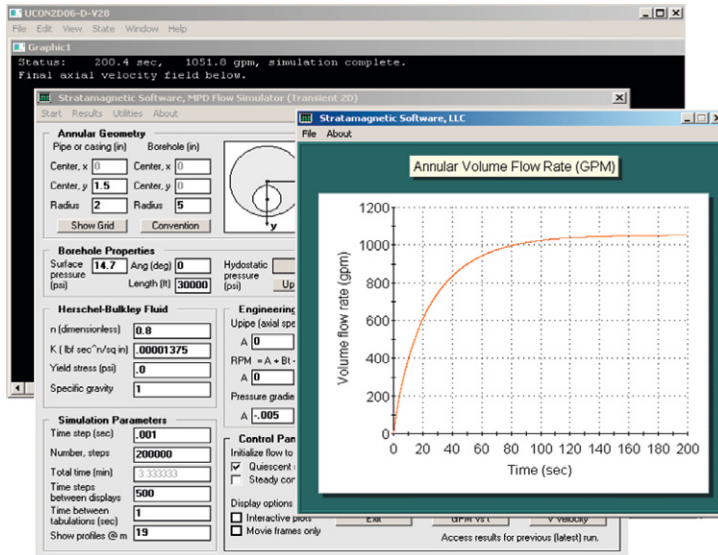 UCON2D06-D-V28
File Edit View State Window Help
Graphic1
Status: 200.4 sec, 1051.8 gpm, simulation complete.
Final axial velocity field below.
Stratamagnetic Software, MPD Flow Simulator (Transient 2D)
Start Results Utilities About
Annular Geometry
Pipe or casing (in) Borehole (in)
Center, x 0 Center, x 0
Center, y 1.5 Center, y 0
Radius 2 Radius 5
Show Grid Convention
y
Borehole Properties
Surface pressure (psi) 14.7 Ang (deg) 0 Hydostatic pressure (psi)
Length (ft) 30000 Up
Herschel-Bulkley Fluid
n (dimensionless) 0.8
K ( lbf sec^n/sq in) .00001375
Yield stress (psi) .0
Specific gravity 1
Engineering
Upipe (axial spe
A 0
RPM = A + Bt -
A 0
Pressure gradie
A -.005
Simulation Parameters
Time step (sec) .001
Number, steps 200000
Total time (min) 3.333333
Time steps between displays 500
Time between tabulations (sec) 1
Show profiles @ m 19
Control Pan
Initialize flow to
Quiescent
Steady con
Display options
Interactive plots
Movie frames only
Exit GPM vs t V Velocity
Access results for previous (latest) run.
Stratamagnetic Software, LLC
File About
Annular Volume Flow Rate (GPM)
Volume flow rate (gpm)
1200
1000
800
600
400
200
0
0 20 40 60 80 100 120 140 160 180 200
Time (sec)